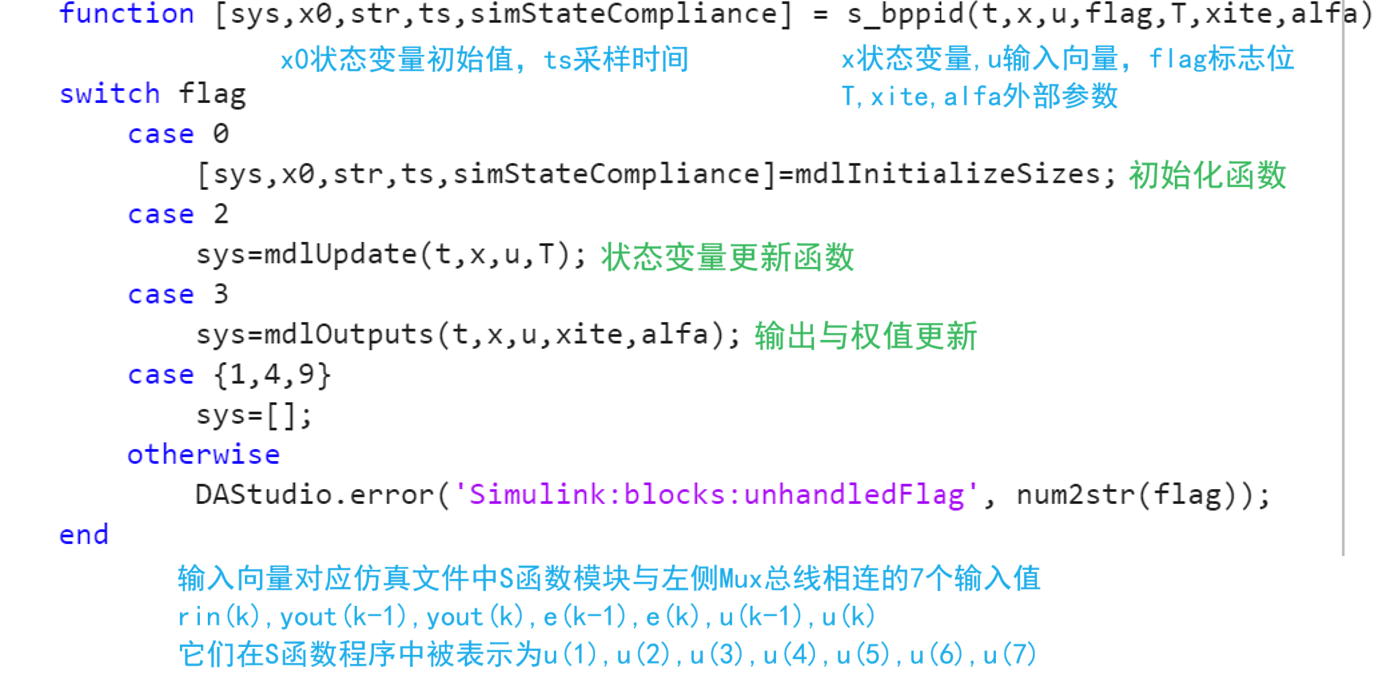 function [sys,x0,str,ts,simStateCompliance] = s_bppid(t,x,u,flag,T,xite,alfa)
x0状态变量初始值，ts采样时间
x状态变量,u输入向量，flag标志位
T,xite,alfa外部参数
switch flag
case 0
[sys,x0,str,ts,simStateCompliance]=mdlInitializeSizes; 初始化函数
case 2
sys=mdlUpdate(t,x,u,T); 状态变量更新函数
case 3
sys=mdlOutputs(t,x,u,xite,alfa); 输出与权值更新
case {1,4,9}
sys=[];
otherwise
DAStudio.error('Simulink:blocks:unhandledFlag', num2str(flag));
end
输入向量对应仿真文件中S函数模块与左侧Mux总线相连的7个输入值
rin(k),yout(k-1),yout(k),e(k-1),e(k),u(k-1),u(k)
它们在S函数程序中被表示为u(1),u(2),u(3),u(4),u(5),u(6),u(7)